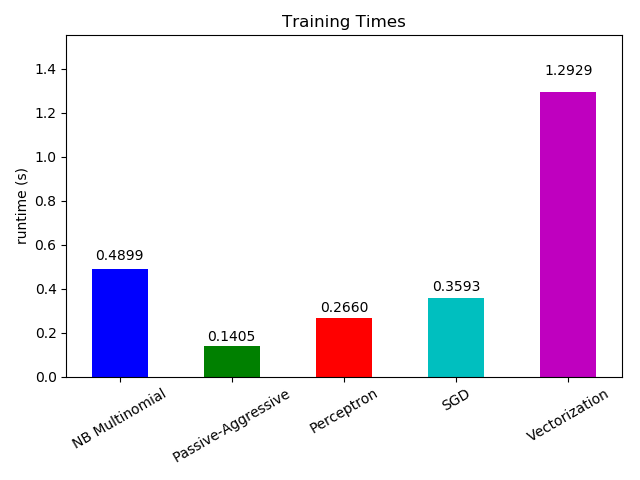 Training Times
runtime (s)
1.4
1.2
1.0
0.8
0.6
0.4
0.2
0.0
0.4899
0.1405
0.2660
0.3593
1.2929
NB Multinomial
Passive-Aggressive
Perceptron
SGD
Vectorization